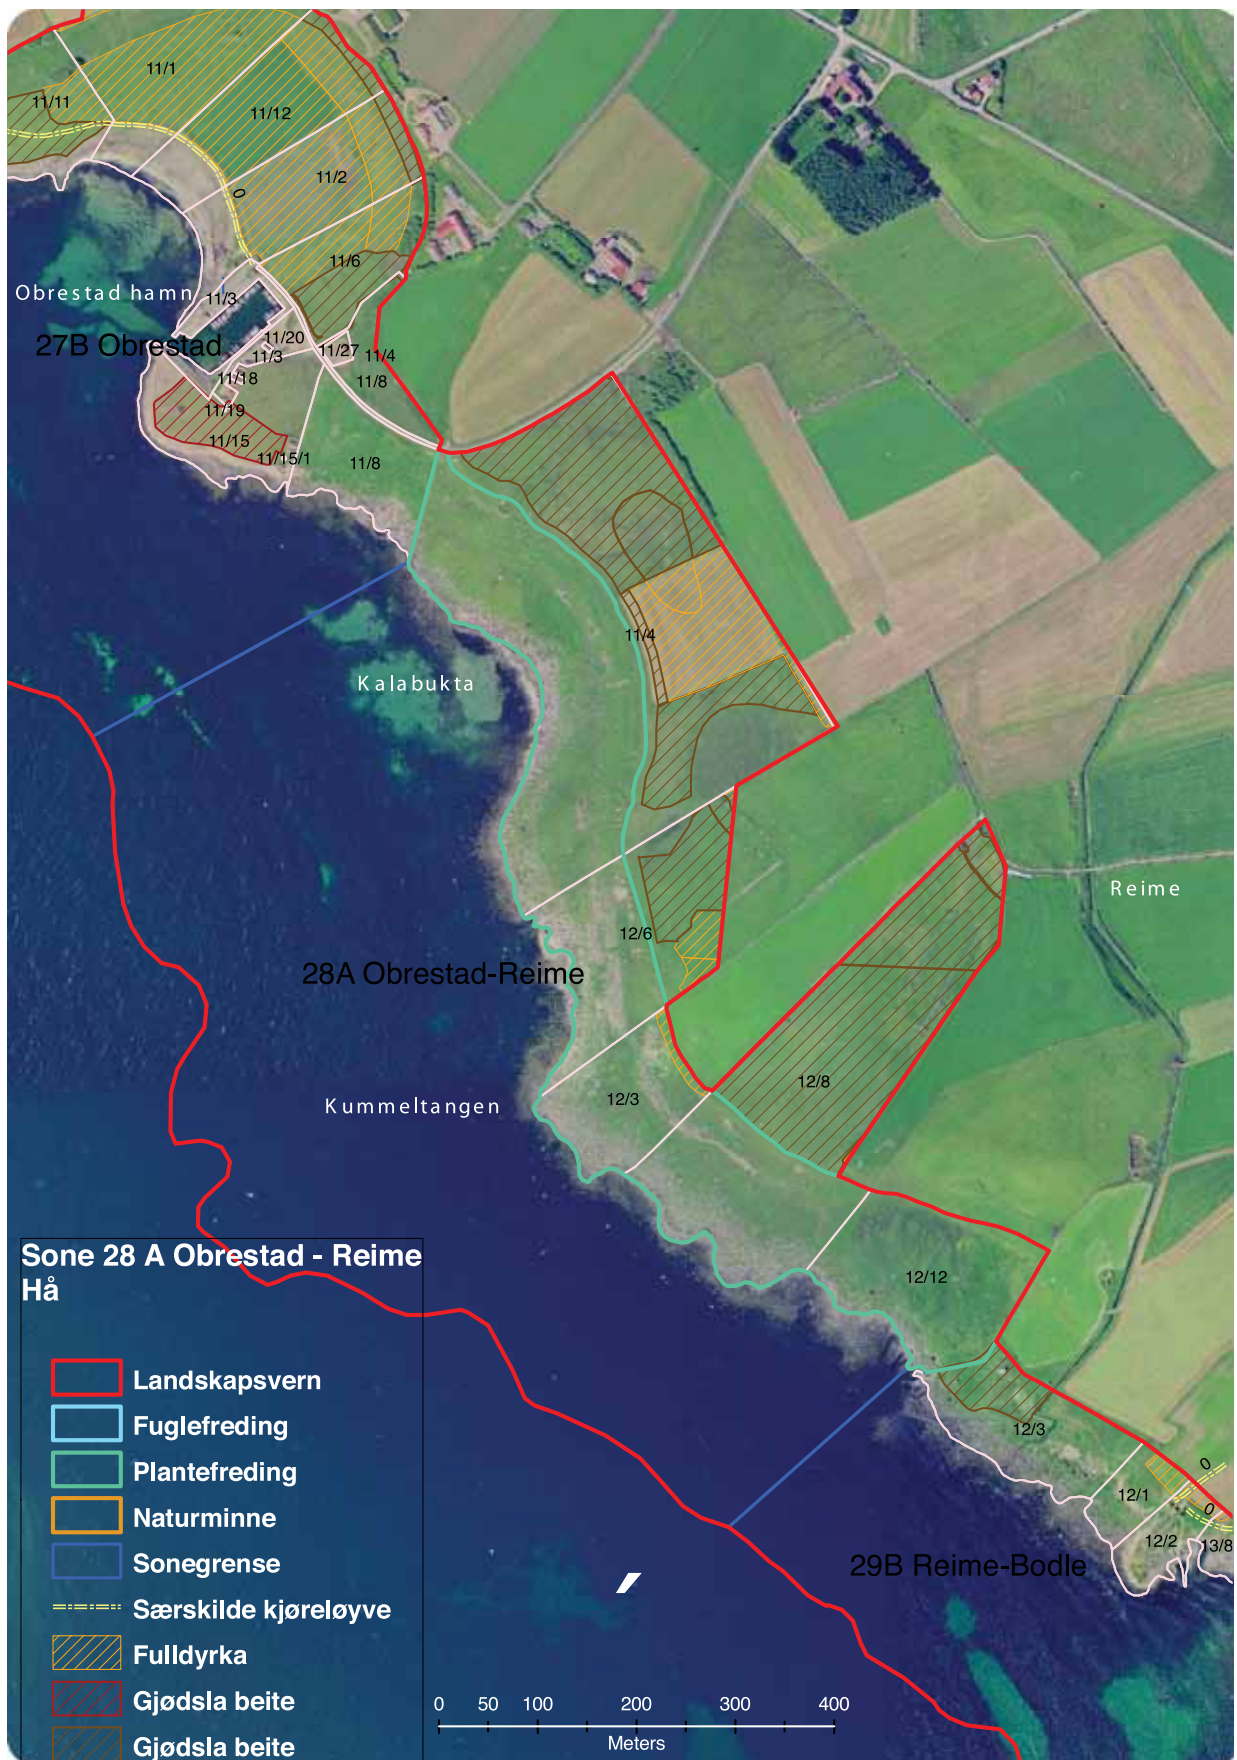 11/1
11/11
11/12
11/2
0
11/6
Obrestad hamn
11/3
27B Obrestad
11/20
11/3
11/27
11/4
11/18
11/8
11/19
11/15
11/15/1
11/8
11/4
Kalabukta
Reime
12/6
28A Obrestad-Reime
12/8
12/3
Kummeltangen
12/12
Sone 28 A Obrestad - Reime
Hå
Landskapsvern
Fuglefreding
Plantefreding
Naturminne
Sonegrense
Særskilde kjøreløyve
Fulldyrka
Gjødsla beite
Gjødsla beite
12/3
0
12/1
0
12/2
13/8
29B Reime-Bodle
0 50 100 200 300 400
Meters